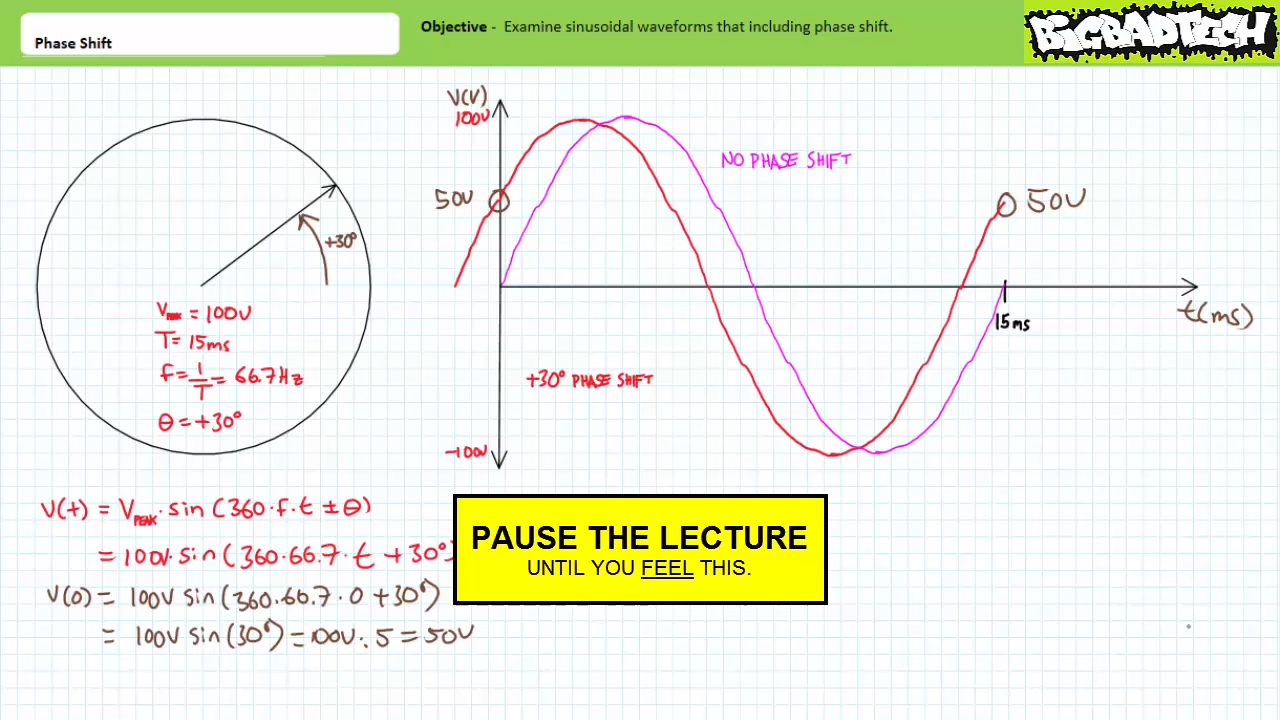 Phase Shift
Objective - Examine sinusoidal waveforms that including phase shift.
BIGBADTECH
V(V)
100V
NO PHASE SHIFT
50V
50V
+30°
t(ms)
15ms
VPEAK = 100V
T = 15ms
f = 1/T = 66.7Hz
θ = +30°
+30° PHASE SHIFT
-100V
V(t) = VPEAK · sin(360·f·t ± θ)
= 100V·sin(360·66.7·t + 30°)
V(0) = 100V sin(360·66.7·0 + 30°)
= 100V sin(30°) = 100V·.5 = 50V
PAUSE THE LECTURE
UNTIL YOU FEEL THIS.